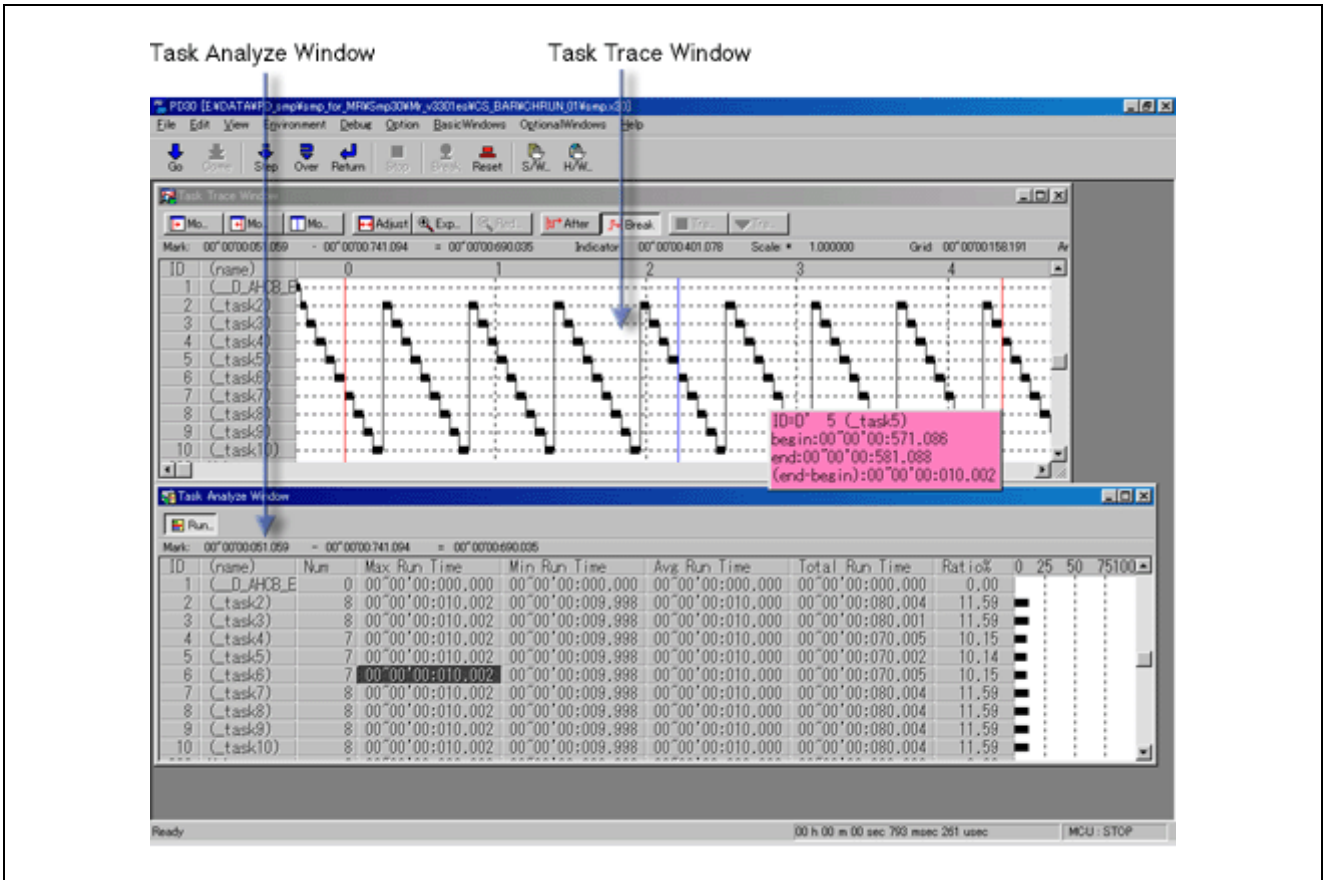 Task Analyze Window
Task Trace Window
PD30 [E:¥DATA¥PD_smp¥smp_for_MR¥Smp30¥Mr_v3301es¥CS_BAR¥CHRUN_01¥smp.x30]
File Edit View Environment Debug Option BasicWindows OptionalWindows Help
Go Come Step Over Return Stop Break Reset S/W... H/W...
Task Trace Window
Mo... Mo... Mo... Adjust Exp... Red... After Break Tra... Tra...
Mark: 00"00'00:051.059 - 00"00'00:741.094 = 00"00'00:690.035 Indicator: 00"00'00:401.078 Scale: * 1.000000 Grid 00"00'00:158.191 Ar
ID (name) 0 1 2 3 4
1 (__D_AHCB_E
2 (_task2)
3 (_task3)
4 (_task4)
5 (_task5)
6 (_task6)
7 (_task7)
8 (_task8)
9 (_task9)
10 (_task10)
ID=D' 5 (_task5)
begin:00"00'00:571.086
end:00"00'00:581.088
(end-begin):00"00'00:010.002
Task Analyze Window
Run..
Mark: 00"00'00:051.059 - 00"00'00:741.094 = 00"00'00:690.035
ID (name) Num Max Run Time Min Run Time Avg Run Time Total Run Time Ratio% 0 25 50 75100
1 (__D_AHCB_E 0 00"00'00:000.000 00"00'00:000.000 00"00'00:000.000 00"00'00:000.000 0.00
2 (_task2) 8 00"00'00:010.002 00"00'00:009.998 00"00'00:010.000 00"00'00:080.004 11.59
3 (_task3) 8 00"00'00:010.002 00"00'00:009.998 00"00'00:010.000 00"00'00:080.001 11.59
4 (_task4) 7 00"00'00:010.002 00"00'00:009.998 00"00'00:010.000 00"00'00:070.005 10.15
5 (_task5) 7 00"00'00:010.002 00"00'00:009.998 00"00'00:010.000 00"00'00:070.002 10.14
6 (_task6) 7 00"00'00:010.002 00"00'00:009.998 00"00'00:010.000 00"00'00:070.005 10.15
7 (_task7) 8 00"00'00:010.002 00"00'00:009.998 00"00'00:010.000 00"00'00:080.004 11.59
8 (_task8) 8 00"00'00:010.002 00"00'00:009.998 00"00'00:010.000 00"00'00:080.004 11.59
9 (_task9) 8 00"00'00:010.002 00"00'00:009.998 00"00'00:010.000 00"00'00:080.004 11.59
10 (_task10) 8 00"00'00:010.002 00"00'00:009.998 00"00'00:010.000 00"00'00:080.004 11.59
Ready 00 h 00 m 00 sec 793 msec 261 usec MCU : STOP